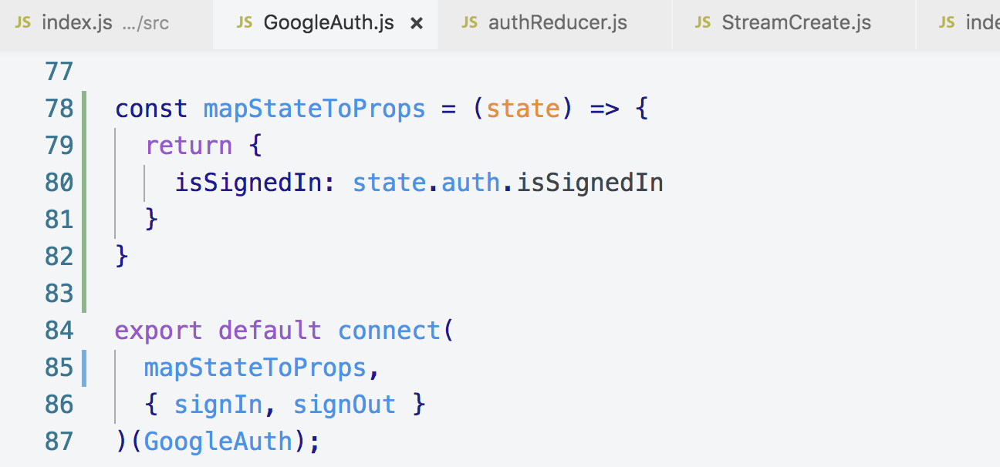 JS index.js .../src JS GoogleAuth.js × JS authReducer.js JS StreamCreate.js JS inde
77
78 const mapStateToProps = (state) => {
79 return {
80 isSignedIn: state.auth.isSignedIn
81 }
82 }
83
84 export default connect(
85 mapStateToProps,
86 { signIn, signOut }
87 )(GoogleAuth);